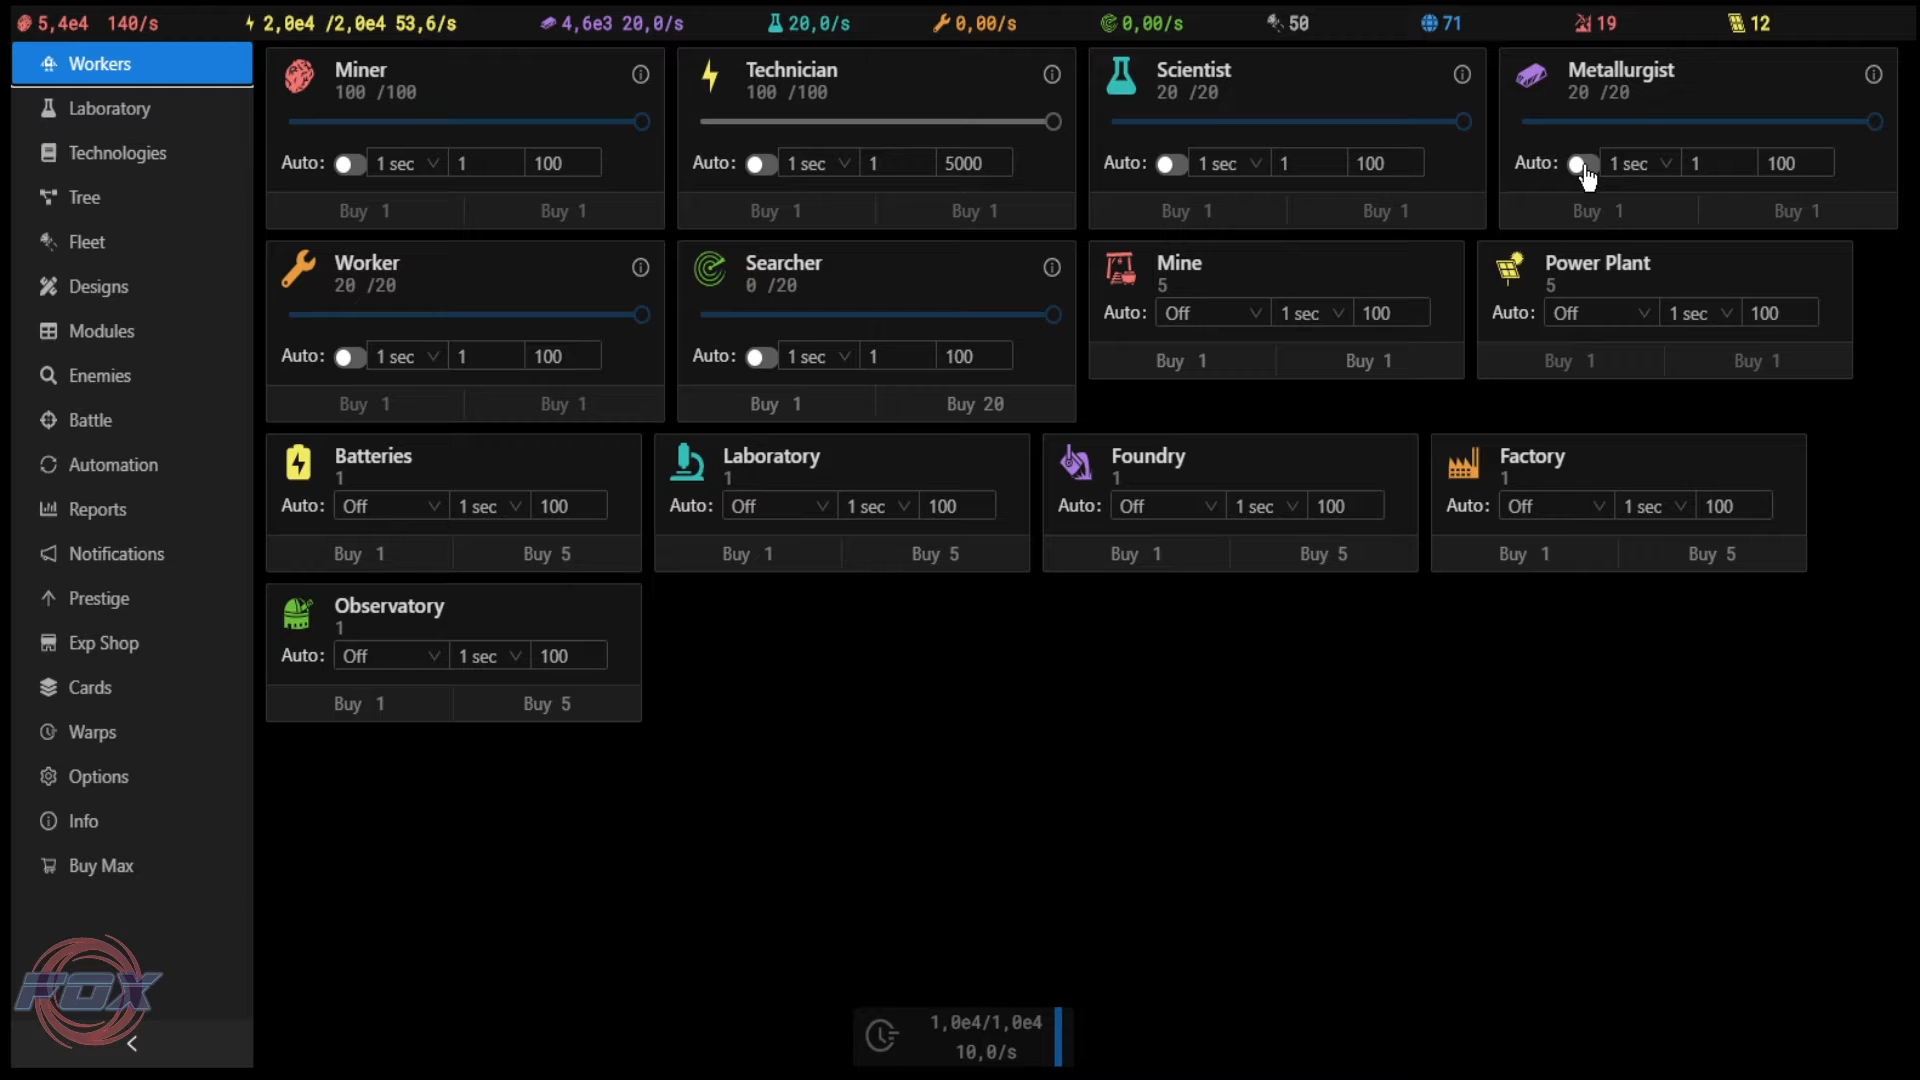 5,4e4 140/s 2,0e4 /2,0e4 53,6/s 4,6e3 20,0/s 20,0/s 0,00/s 0,00/s 50 71 19 12
Workers
Laboratory
Technologies
Tree
Fleet
Designs
Modules
Enemies
Battle
Automation
Reports
Notifications
Prestige
Exp Shop
Cards
Warps
Options
Info
Buy Max
FOX
Miner
100 /100
Auto: 1 sec 1 100
Buy 1 Buy 1
Technician
100 /100
Auto: 1 sec 1 5000
Buy 1 Buy 1
Scientist
20 /20
Auto: 1 sec 1 100
Buy 1 Buy 1
Metallurgist
20 /20
Auto: 1 sec 1 100
Buy 1 Buy 1
Worker
20 /20
Auto: 1 sec 1 100
Buy 1 Buy 1
Searcher
0 /20
Auto: 1 sec 1 100
Buy 1 Buy 20
Mine
5
Auto: Off 1 sec 100
Buy 1 Buy 1
Power Plant
5
Auto: Off 1 sec 100
Buy 1 Buy 1
Batteries
1
Auto: Off 1 sec 100
Buy 1 Buy 5
Laboratory
1
Auto: Off 1 sec 100
Buy 1 Buy 5
Foundry
1
Auto: Off 1 sec 100
Buy 1 Buy 5
Factory
1
Auto: Off 1 sec 100
Buy 1 Buy 5
Observatory
1
Auto: Off 1 sec 100
Buy 1 Buy 5
1,0e4/1,0e4
10,0/s